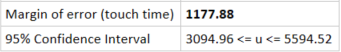 Margin of error (touch time) 1177.88
95% Confidence Interval 3094.96 <= u <= 5594.52